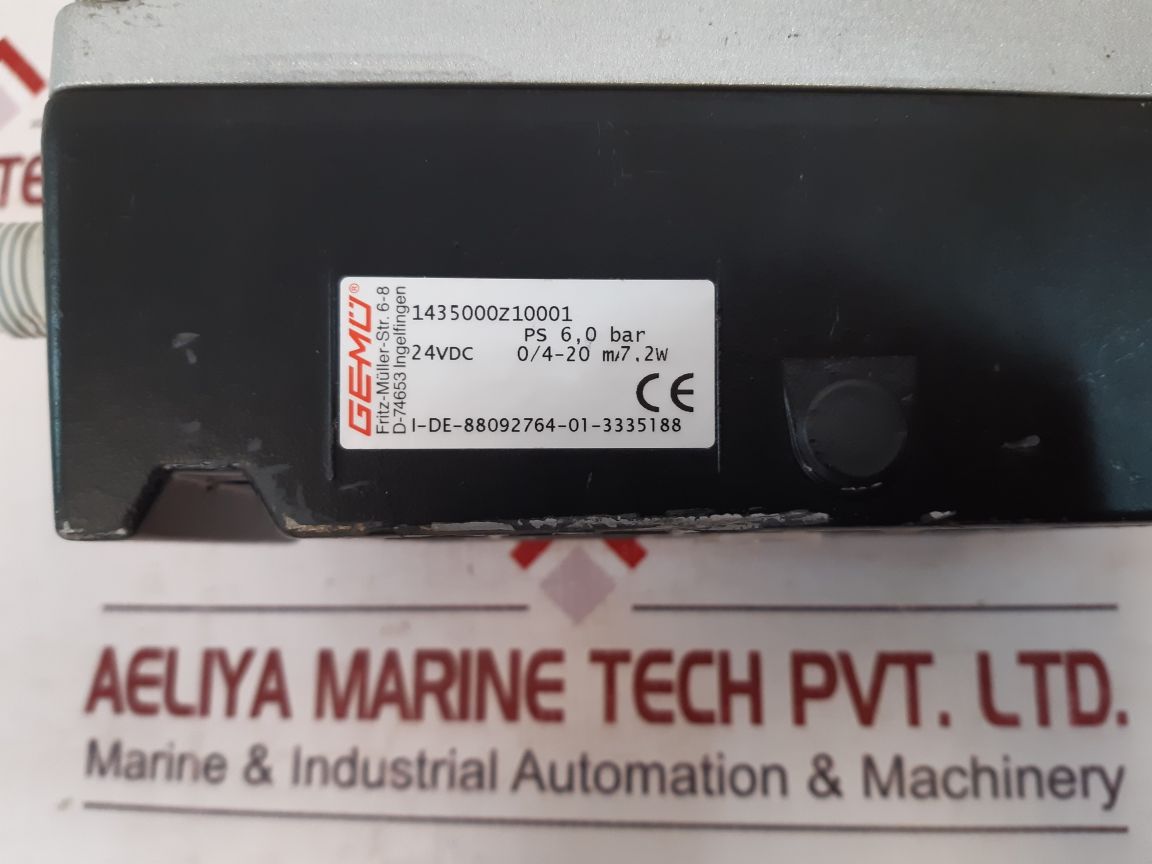 TE
GEMÜ®
Fritz-Müller-Str. 6-8
D-74653 Ingelfingen
1435000Z10001
PS 6,0 bar
24VDC 0/4-20 m/7.2W
CE
I-DE-88092764-01-3335188
AELIYA MARINE TECH PVT. LTD.
Marine & Industrial Automation & Machinery